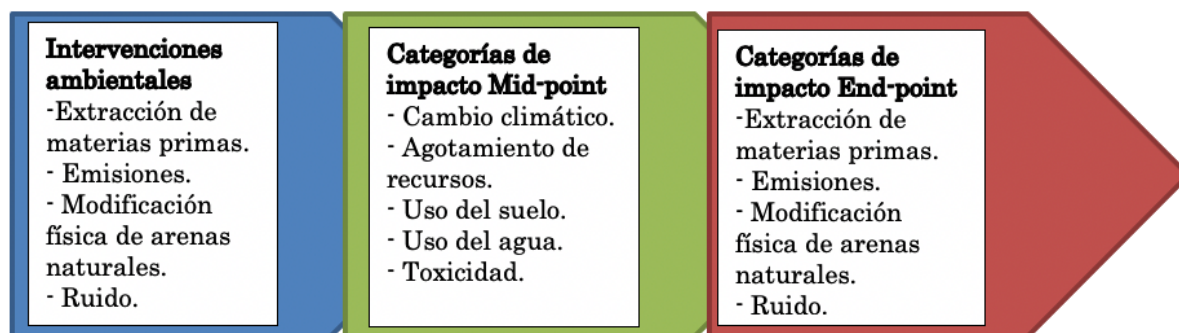 Intervenciones
ambientales
-Extracción de
materias primas.
- Emisiones.
- Modificación
física de arenas
naturales.
- Ruido.
Categorías de
impacto Mid-point
- Cambio climático.
- Agotamiento de
recursos.
- Uso del suelo.
- Uso del agua.
- Toxicidad.
Categorías de
impacto End-point
-Extracción de
materias primas.
- Emisiones.
- Modificación
física de arenas
naturales.
- Ruido.